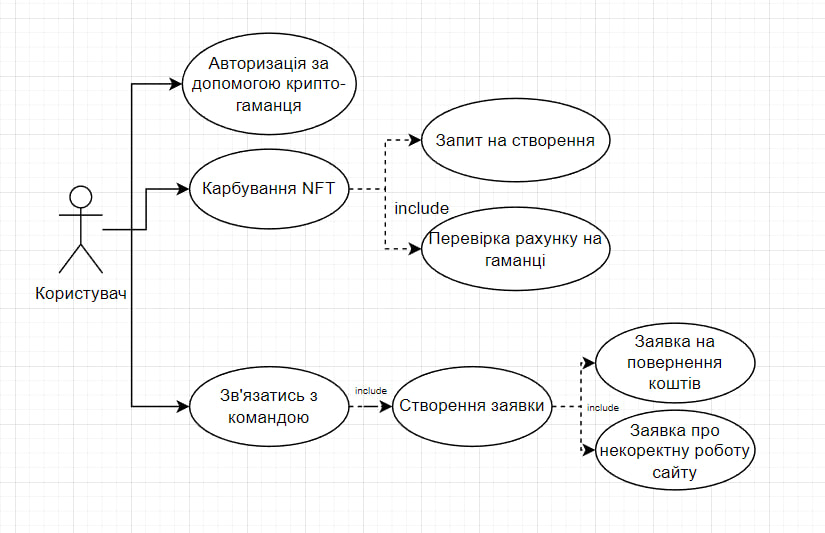 Авторизація за
допомогою крипто-
гаманця
Карбування NFT
Запит на створення
include
Перевірка рахунку на
гаманці
Користувач
Зв'язатись з
командою
include
Створення заявки
include
Заявка на
повернення
коштів
Заявка про
некоректну роботу
сайту